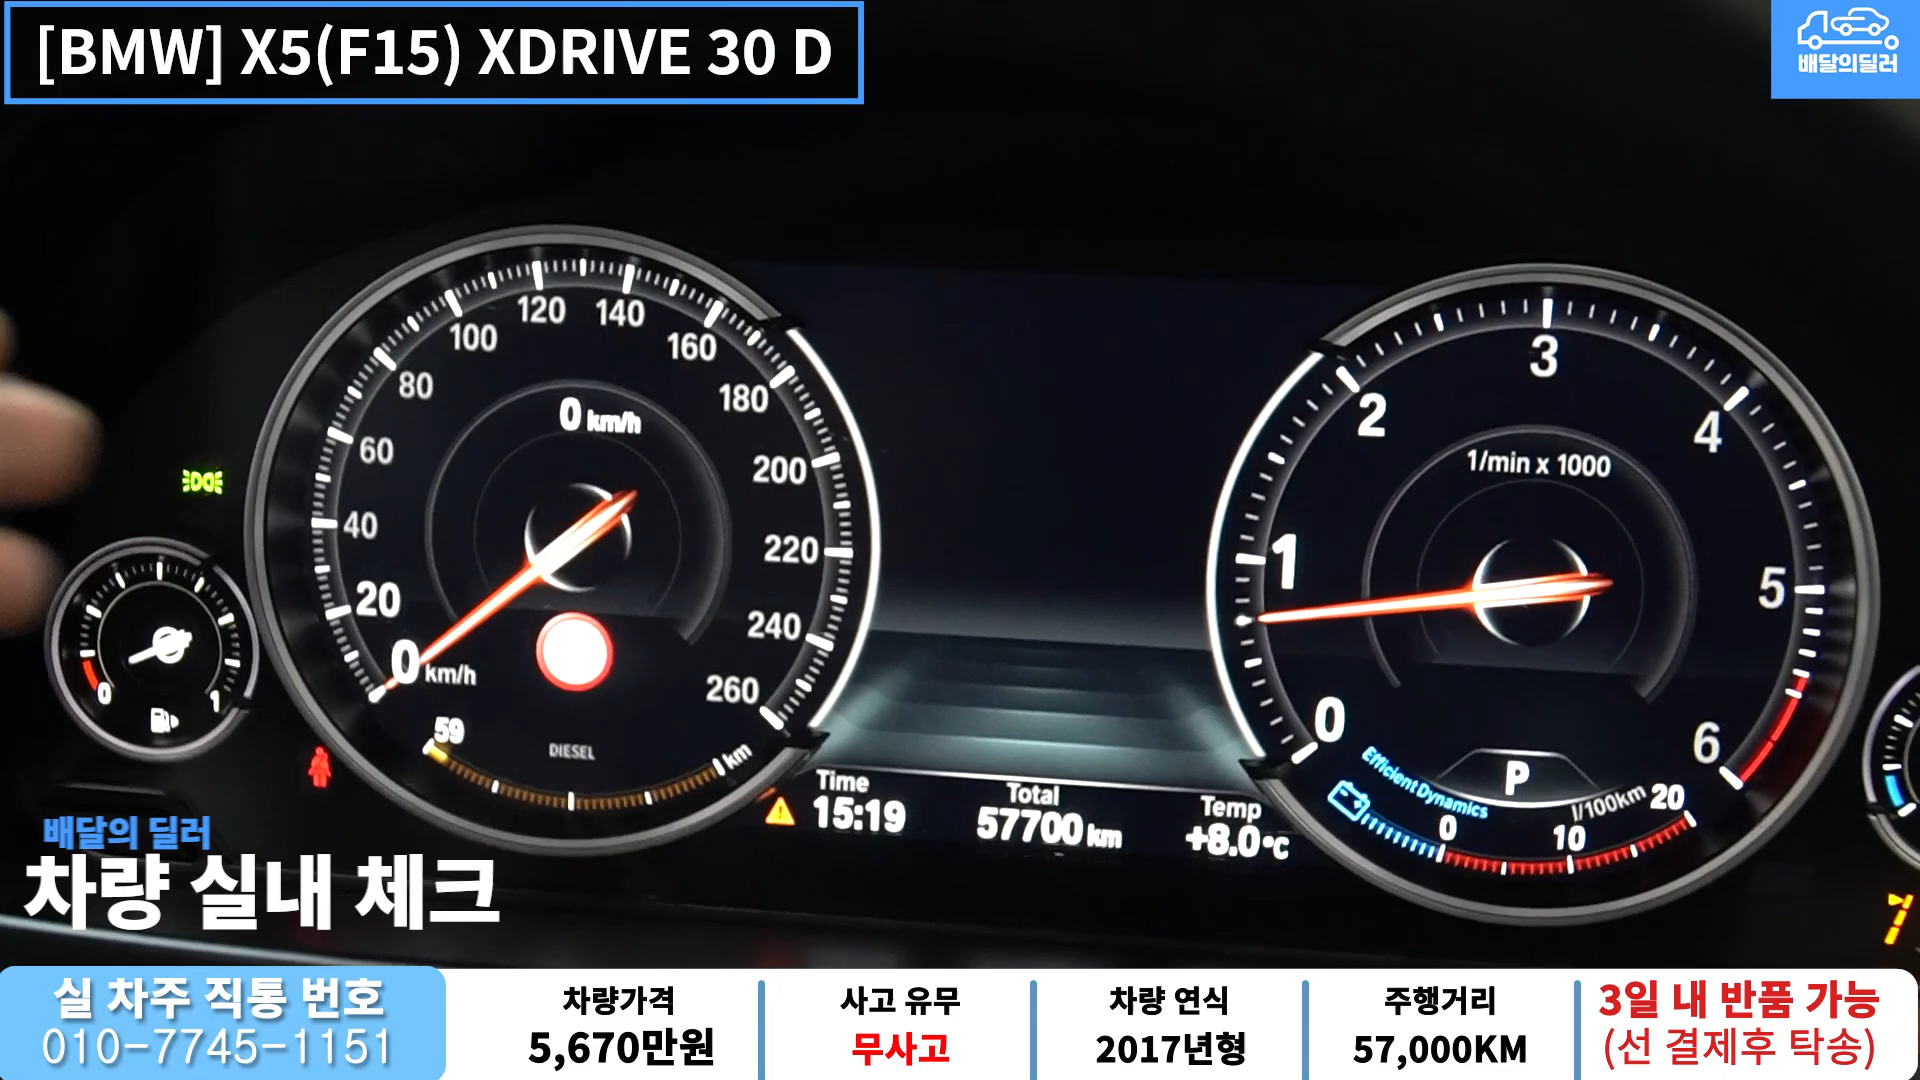 [BMW] X5(F15) XDRIVE 30 D
배달의딜러
0 km/h
0
20
40
60
80
100
120
140
160
180
200
220
240
260
km/h
59
DIESEL
km
0
1
Time
15:19
Total
57700 km
Temp
+8.0°C
1/min x 1000
0
1
2
3
4
5
6
P
EfficientDynamics
0
10
20
l/100km
배달의 딜러
차량 실내 체크
실 차주 직통 번호
010-7745-1151
차량가격
5,670만원
사고 유무
무사고
차량 연식
2017년형
주행거리
57,000KM
3일 내 반품 가능
(선 결제후 탁송)